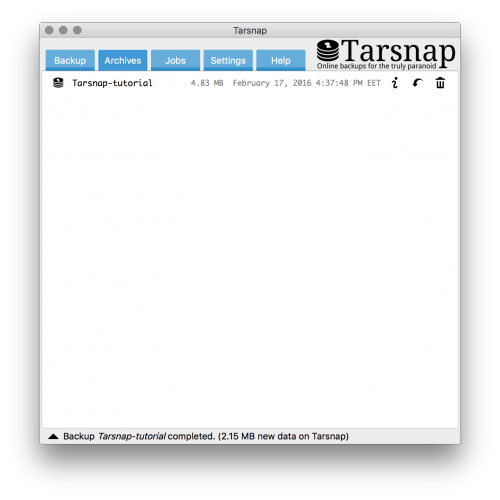 Tarsnap
Backup Archives Jobs Settings Help
Tarsnap
Online backups for the truly paranoid
Tarsnap-tutorial 4.83 MB February 17, 2016 4:37:48 PM EET
Backup Tarsnap-tutorial completed. (2.15 MB new data on Tarsnap)